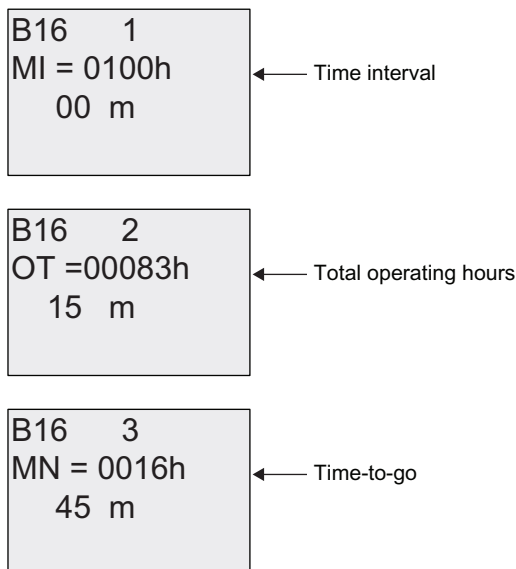 B16 1
MI = 0100h
00 m
Time interval
B16 2
OT =00083h
15 m
Total operating hours
B16 3
MN = 0016h
45 m
Time-to-go